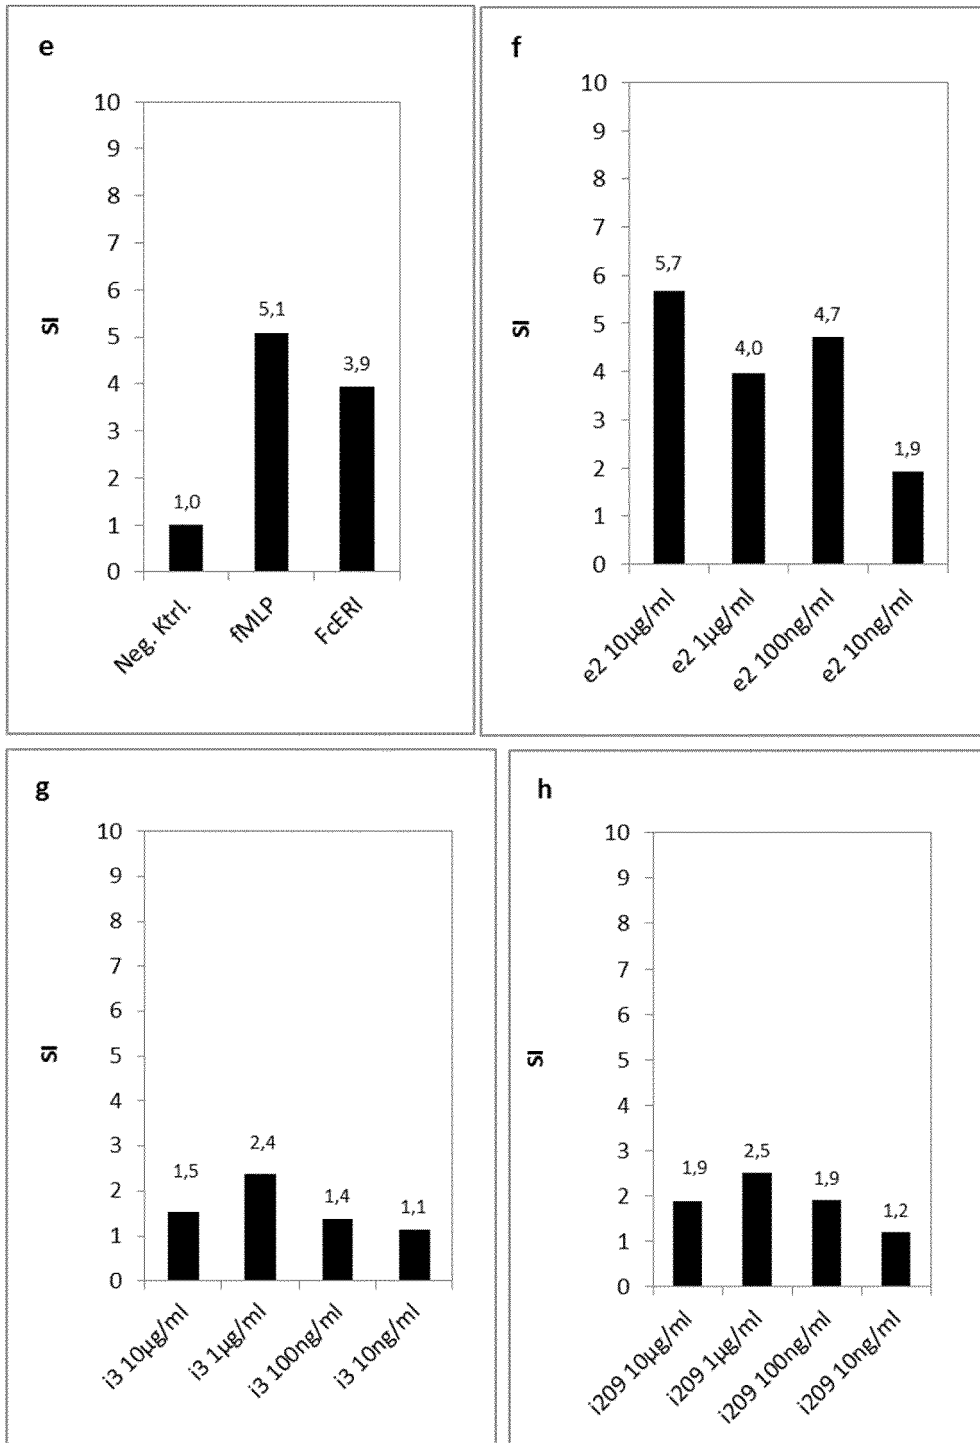 e
10
9
8
7
6
5
4
3
2
1
0
SI
1,0
5,1
3,9
Neg. Ktrl.
fMLP
FcERI
f
10
9
8
7
6
5
4
3
2
1
0
SI
5,7
4,0
4,7
1,9
e2 10µg/ml
e2 1µg/ml
e2 100ng/ml
e2 10ng/ml
g
10
9
8
7
6
5
4
3
2
1
0
SI
1,5
2,4
1,4
1,1
i3 10µg/ml
i3 1µg/ml
i3 100ng/ml
i3 10ng/ml
h
10
9
8
7
6
5
4
3
2
1
0
SI
1,9
2,5
1,9
1,2
i209 10µg/ml
i209 1µg/ml
i209 100ng/ml
i209 10ng/ml